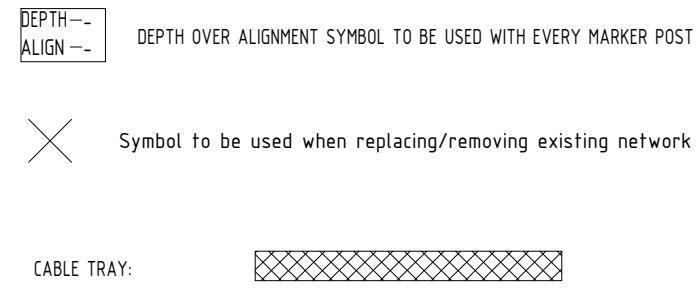 DEPTH--
ALIGN--
DEPTH OVER ALIGNMENT SYMBOL TO BE USED WITH EVERY MARKER POST
Symbol to be used when replacing/removing existing network
CABLE TRAY: